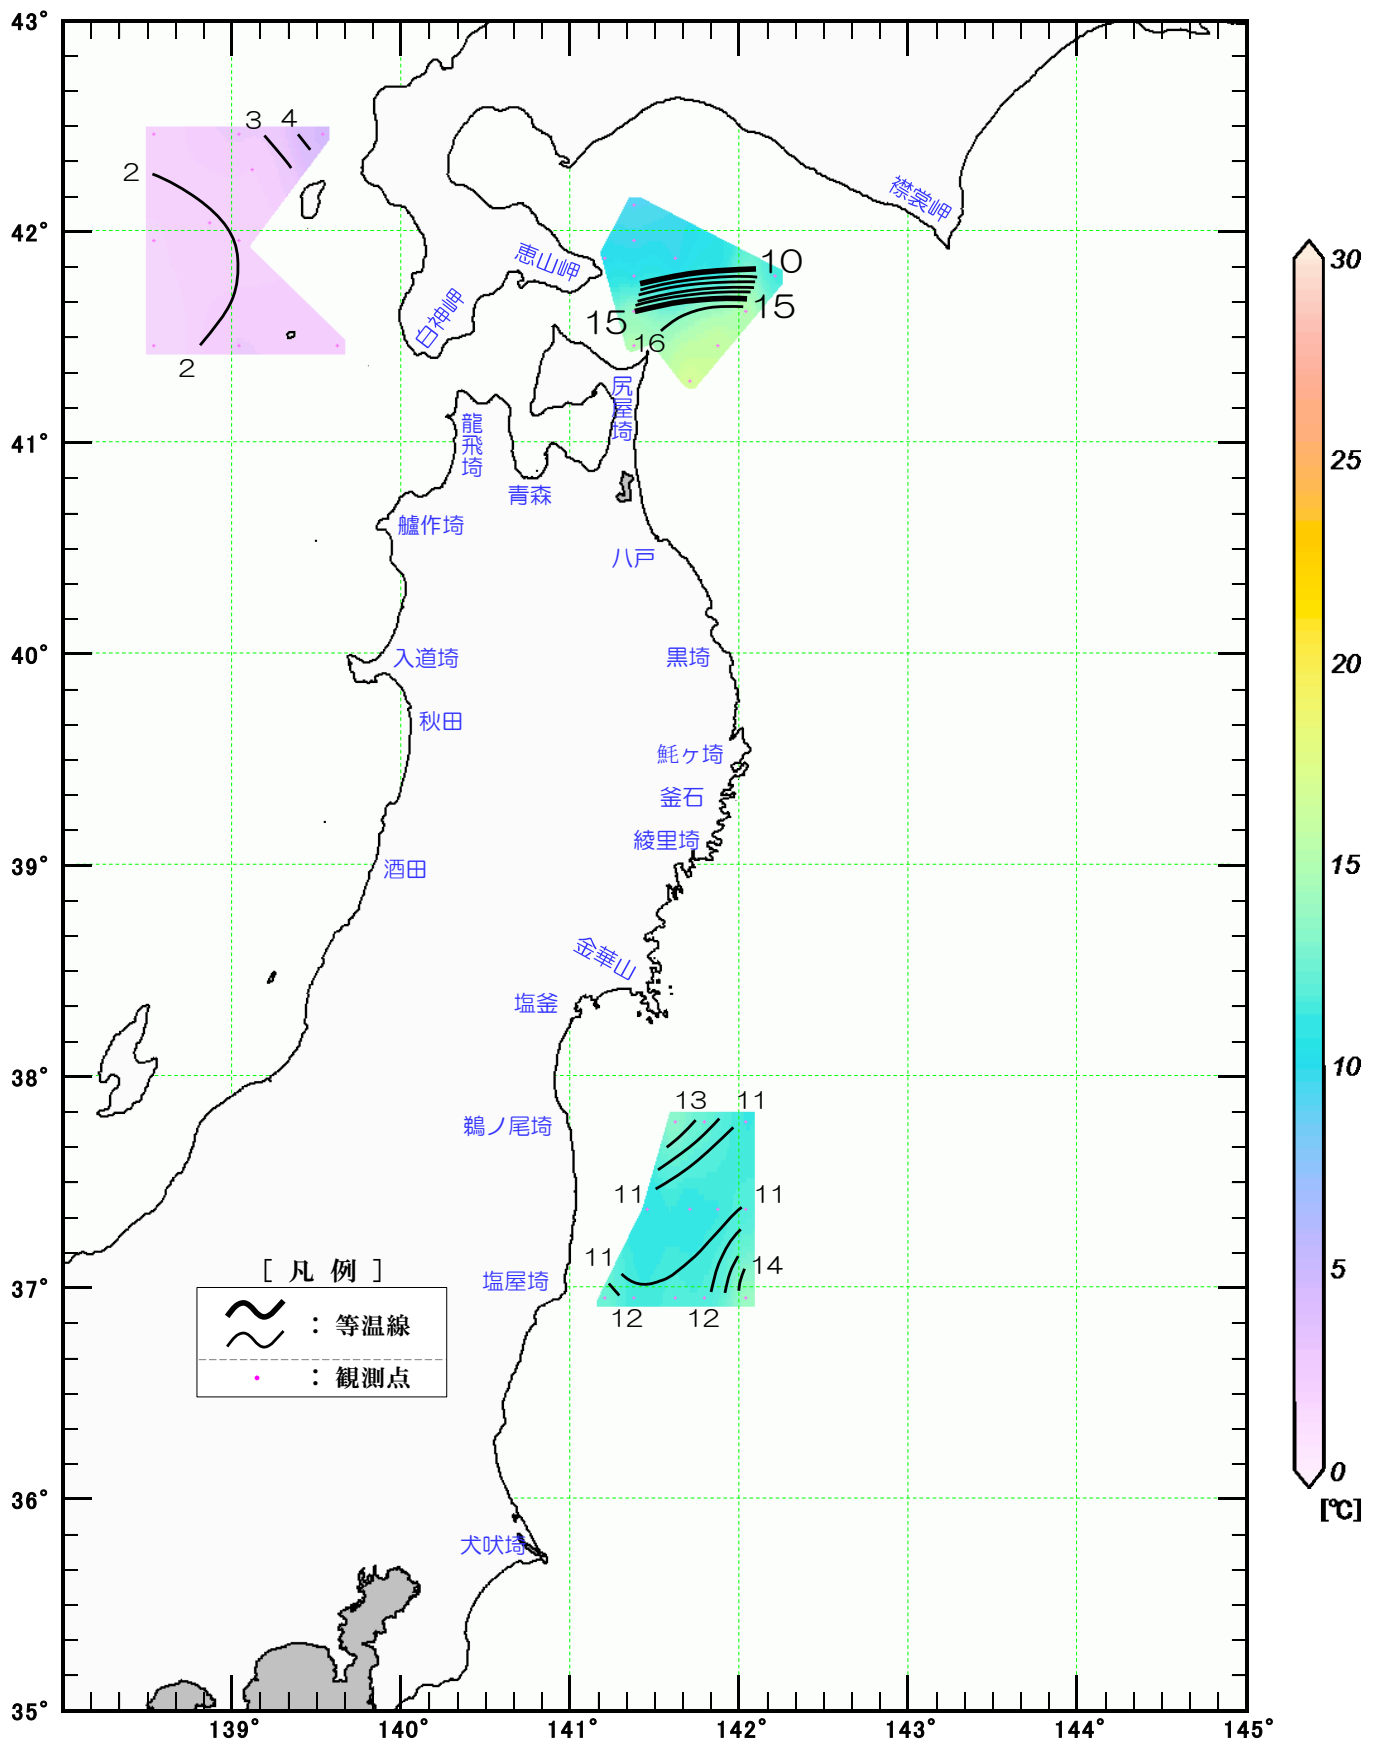 43°
3 4
2
襟裳岬
42°
恵山岬
10
30
白神岬
15
15
16
2
尻屋埼
龍飛埼
41°
25
青森
艫作埼
八戸
40°
入道埼
黒埼
20
秋田
魹ヶ埼
釜石
綾里埼
39°
酒田
15
金華山
塩釜
38°
10
13 11
鵜ノ尾埼
11 11
11
[ 凡 例 ]
14
5
37°
塩屋埼
12 12
： 等温線
： 観測点
0
36°
[℃]
犬吠埼
35°
139° 140° 141° 142° 143° 144° 145°